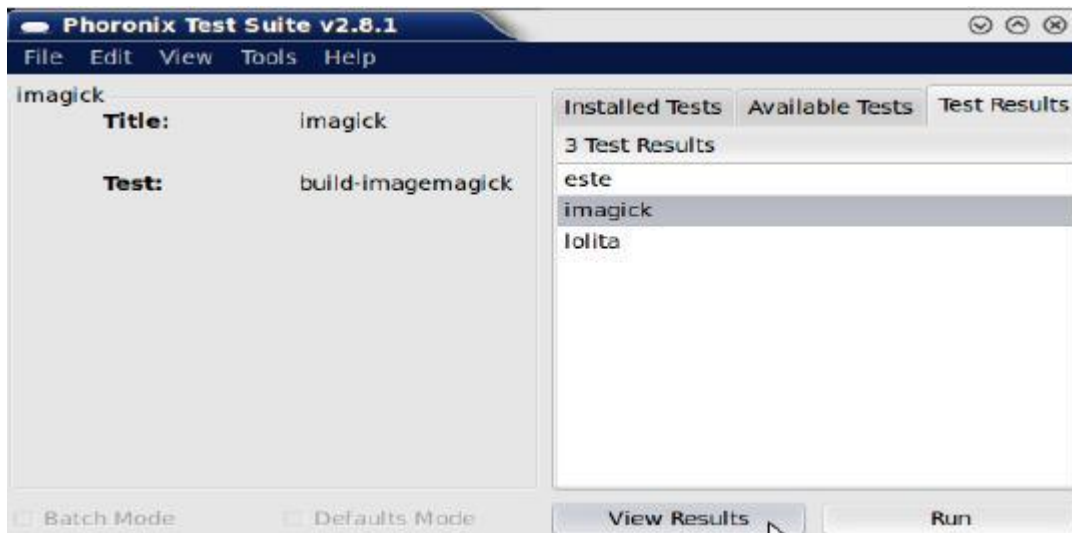 Phoronix Test Suite v2.8.1
File Edit View Tools Help
imagick
Title: imagick
Test: build-imagemagick
Installed Tests Available Tests Test Results
3 Test Results
este
imagick
lolita
Batch Mode Defaults Mode
View Results Run